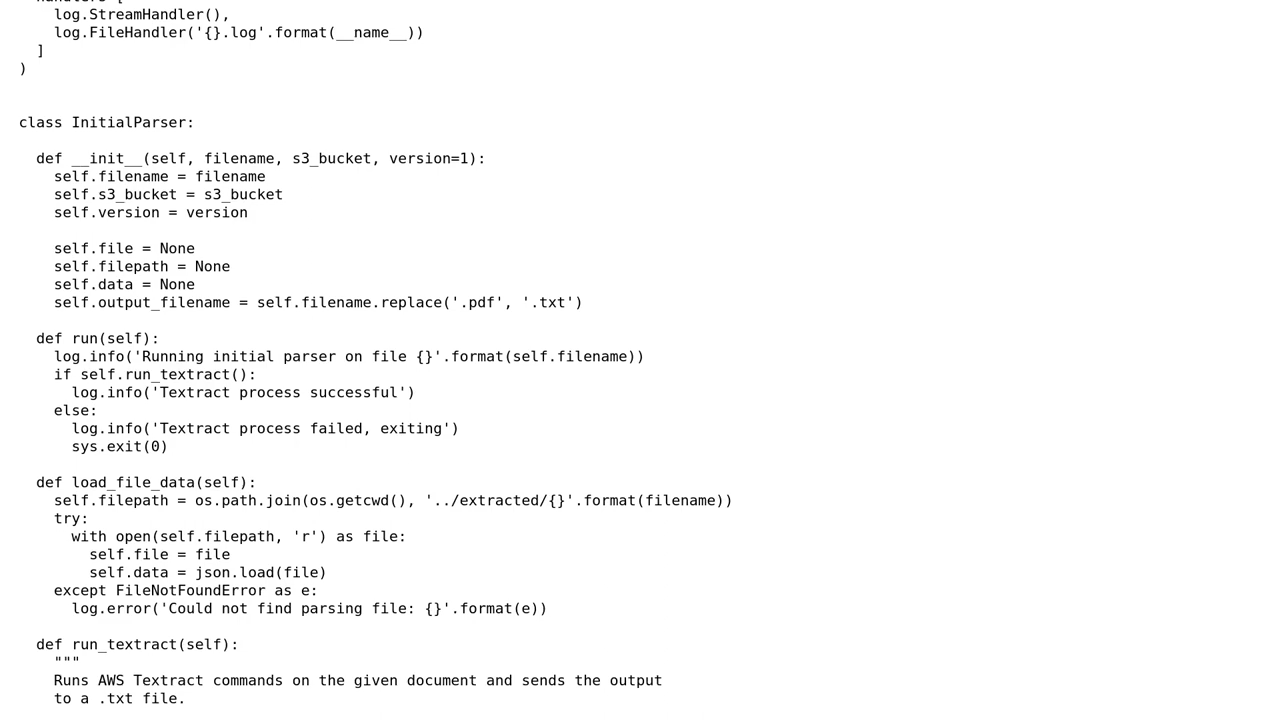 log.StreamHandler(),
log.FileHandler('{}.log'.format(__name__))
]
)
class InitialParser:
def __init__(self, filename, s3_bucket, version=1):
self.filename = filename
self.s3_bucket = s3_bucket
self.version = version
self.file = None
self.filepath = None
self.data = None
self.output_filename = self.filename.replace('.pdf', '.txt')
def run(self):
log.info('Running initial parser on file {}'.format(self.filename))
if self.run_textract():
log.info('Textract process successful')
else:
log.info('Textract process failed, exiting')
sys.exit(0)
def load_file_data(self):
self.filepath = os.path.join(os.getcwd(), '../extracted/{}'.format(filename))
try:
with open(self.filepath, 'r') as file:
self.file = file
self.data = json.load(file)
except FileNotFoundError as e:
log.error('Could not find parsing file: {}'.format(e))
def run_textract(self):
"""
Runs AWS Textract commands on the given document and sends the output
to a .txt file.